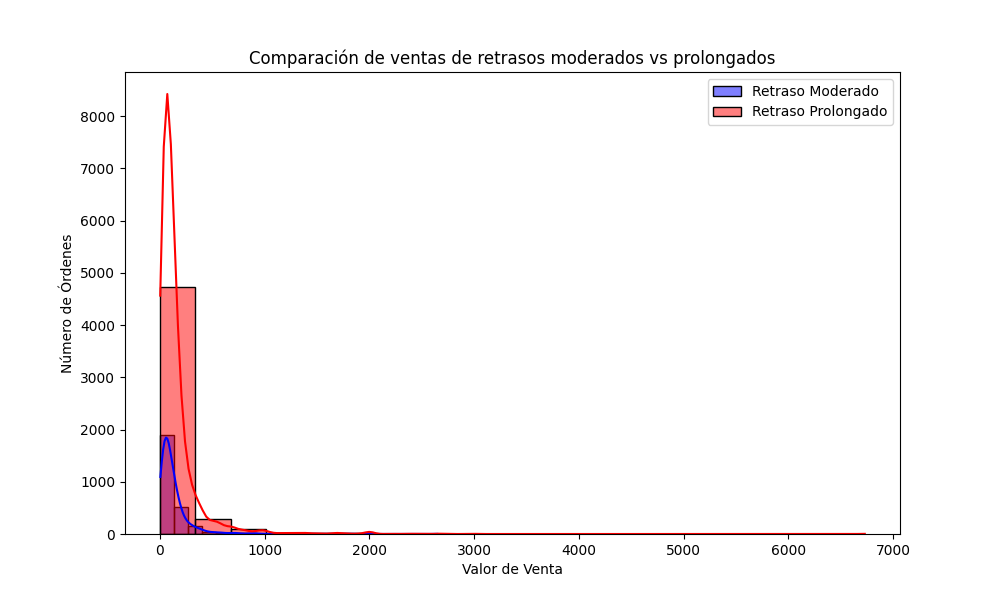 Comparación de ventas de retrasos moderados vs prolongados
Retraso Moderado
Retraso Prolongado
Número de Órdenes
8000
7000
6000
5000
4000
3000
2000
1000
0
0 1000 2000 3000 4000 5000 6000 7000
Valor de Venta